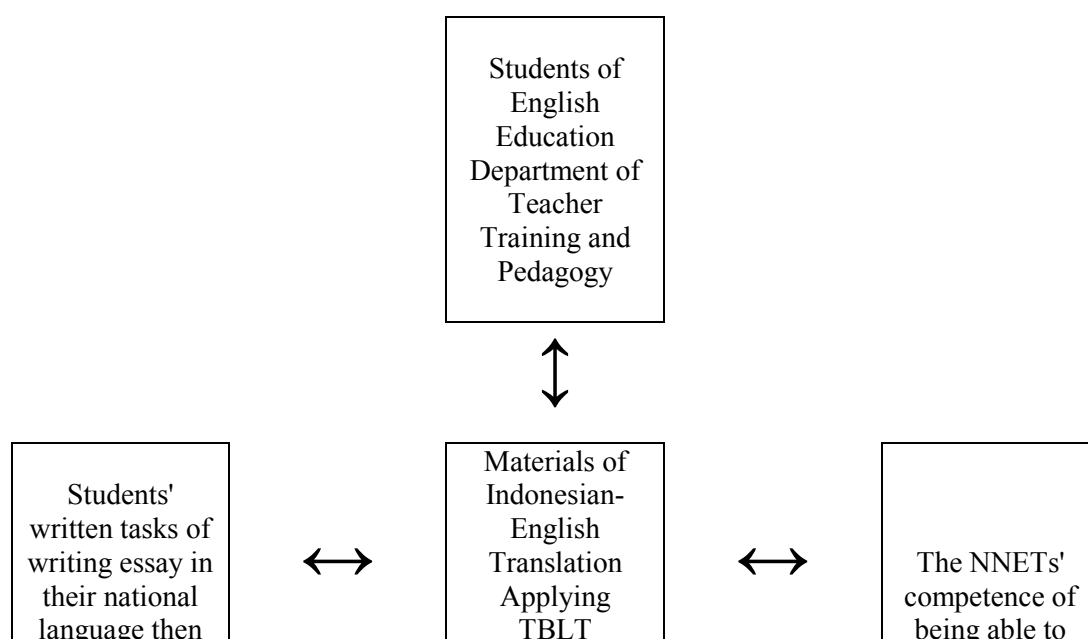 Students of
English
Education
Department of
Teacher
Training and
Pedagogy
Students'
written tasks of
writing essay in
their national
language then
Materials of
Indonesian-
English
Translation
Applying
TBLT
The NNETs'
competence of
being able to